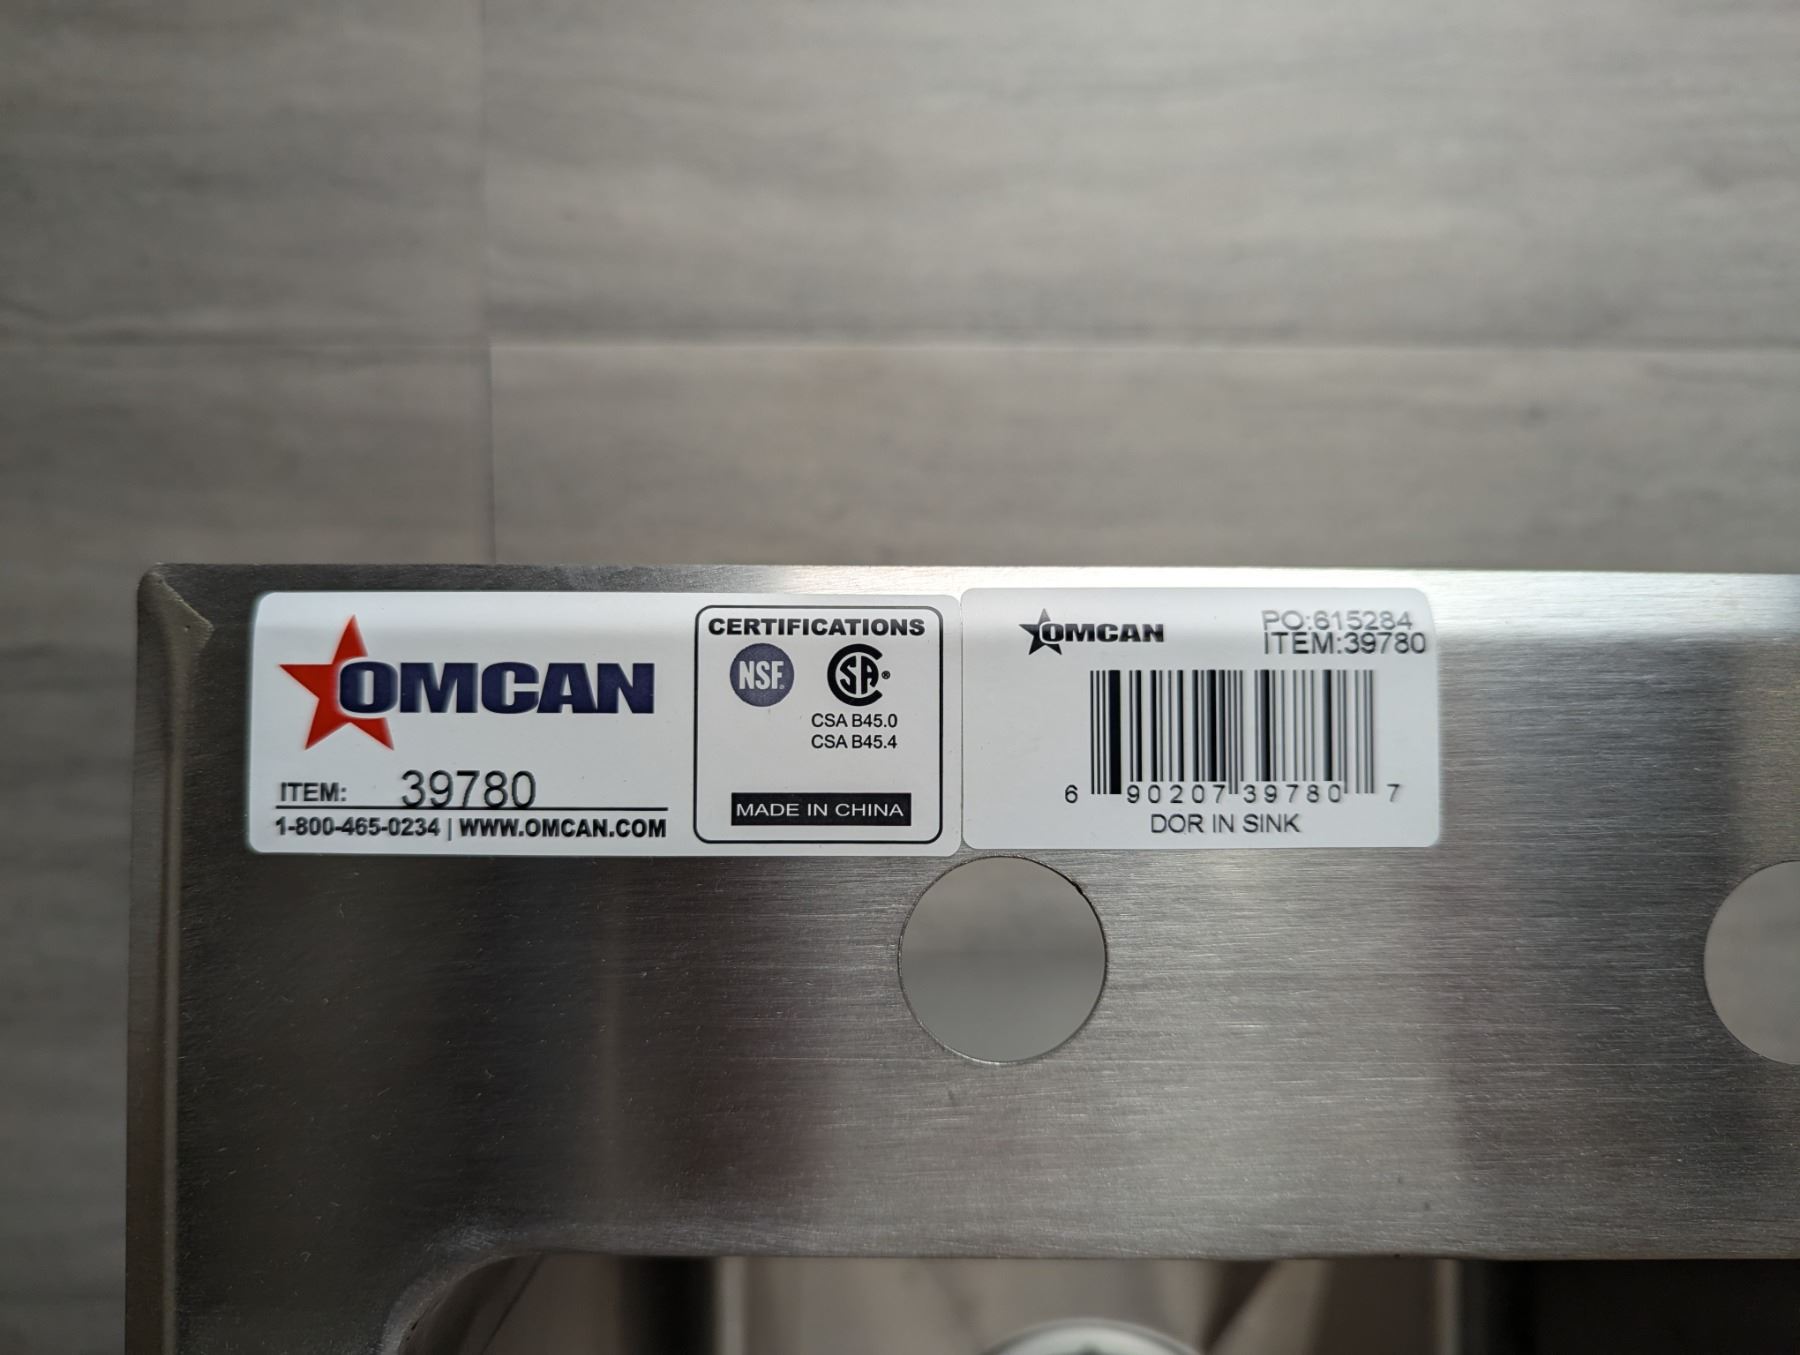 OMCAN
ITEM: 39780
1-800-465-0234 | WWW.OMCAN.COM
CERTIFICATIONS
NSF.
SA®
CSA B45.0
CSA B45.4
MADE IN CHINA
OMCAN
PO:615284
ITEM:39780
6 90207 39780 7
DOR IN SINK